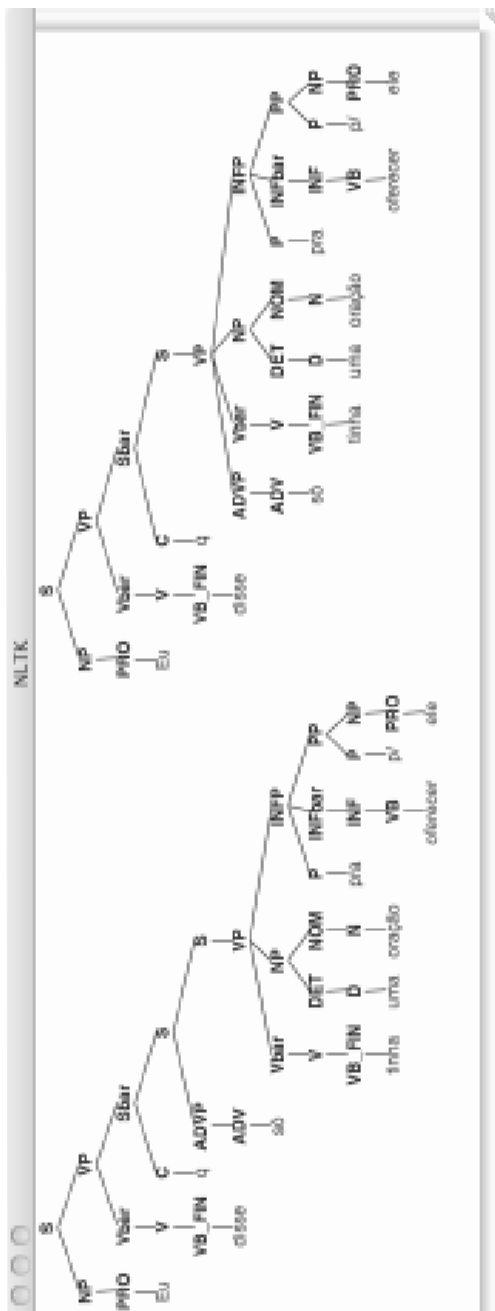 NLTK
S
NP VP
PRO Vbar Sbar
Eu V C S
VB_FIN q ADVP S
disse ADV VP
só Vbar NP INFP
V DET NOM P INFbar PP
VB_FIN D N pra INF P NP
tinha uma oração VB p/ PRO
oferecer ele
S
NP VP
PRO Vbar Sbar
Eu V C S
VB_FIN q VP
disse ADVP Vbar NP INFP
ADV V DET NOM P INFbar PP
só VB_FIN D N pra INF P NP
tinha uma oração VB p/ PRO
oferecer ele